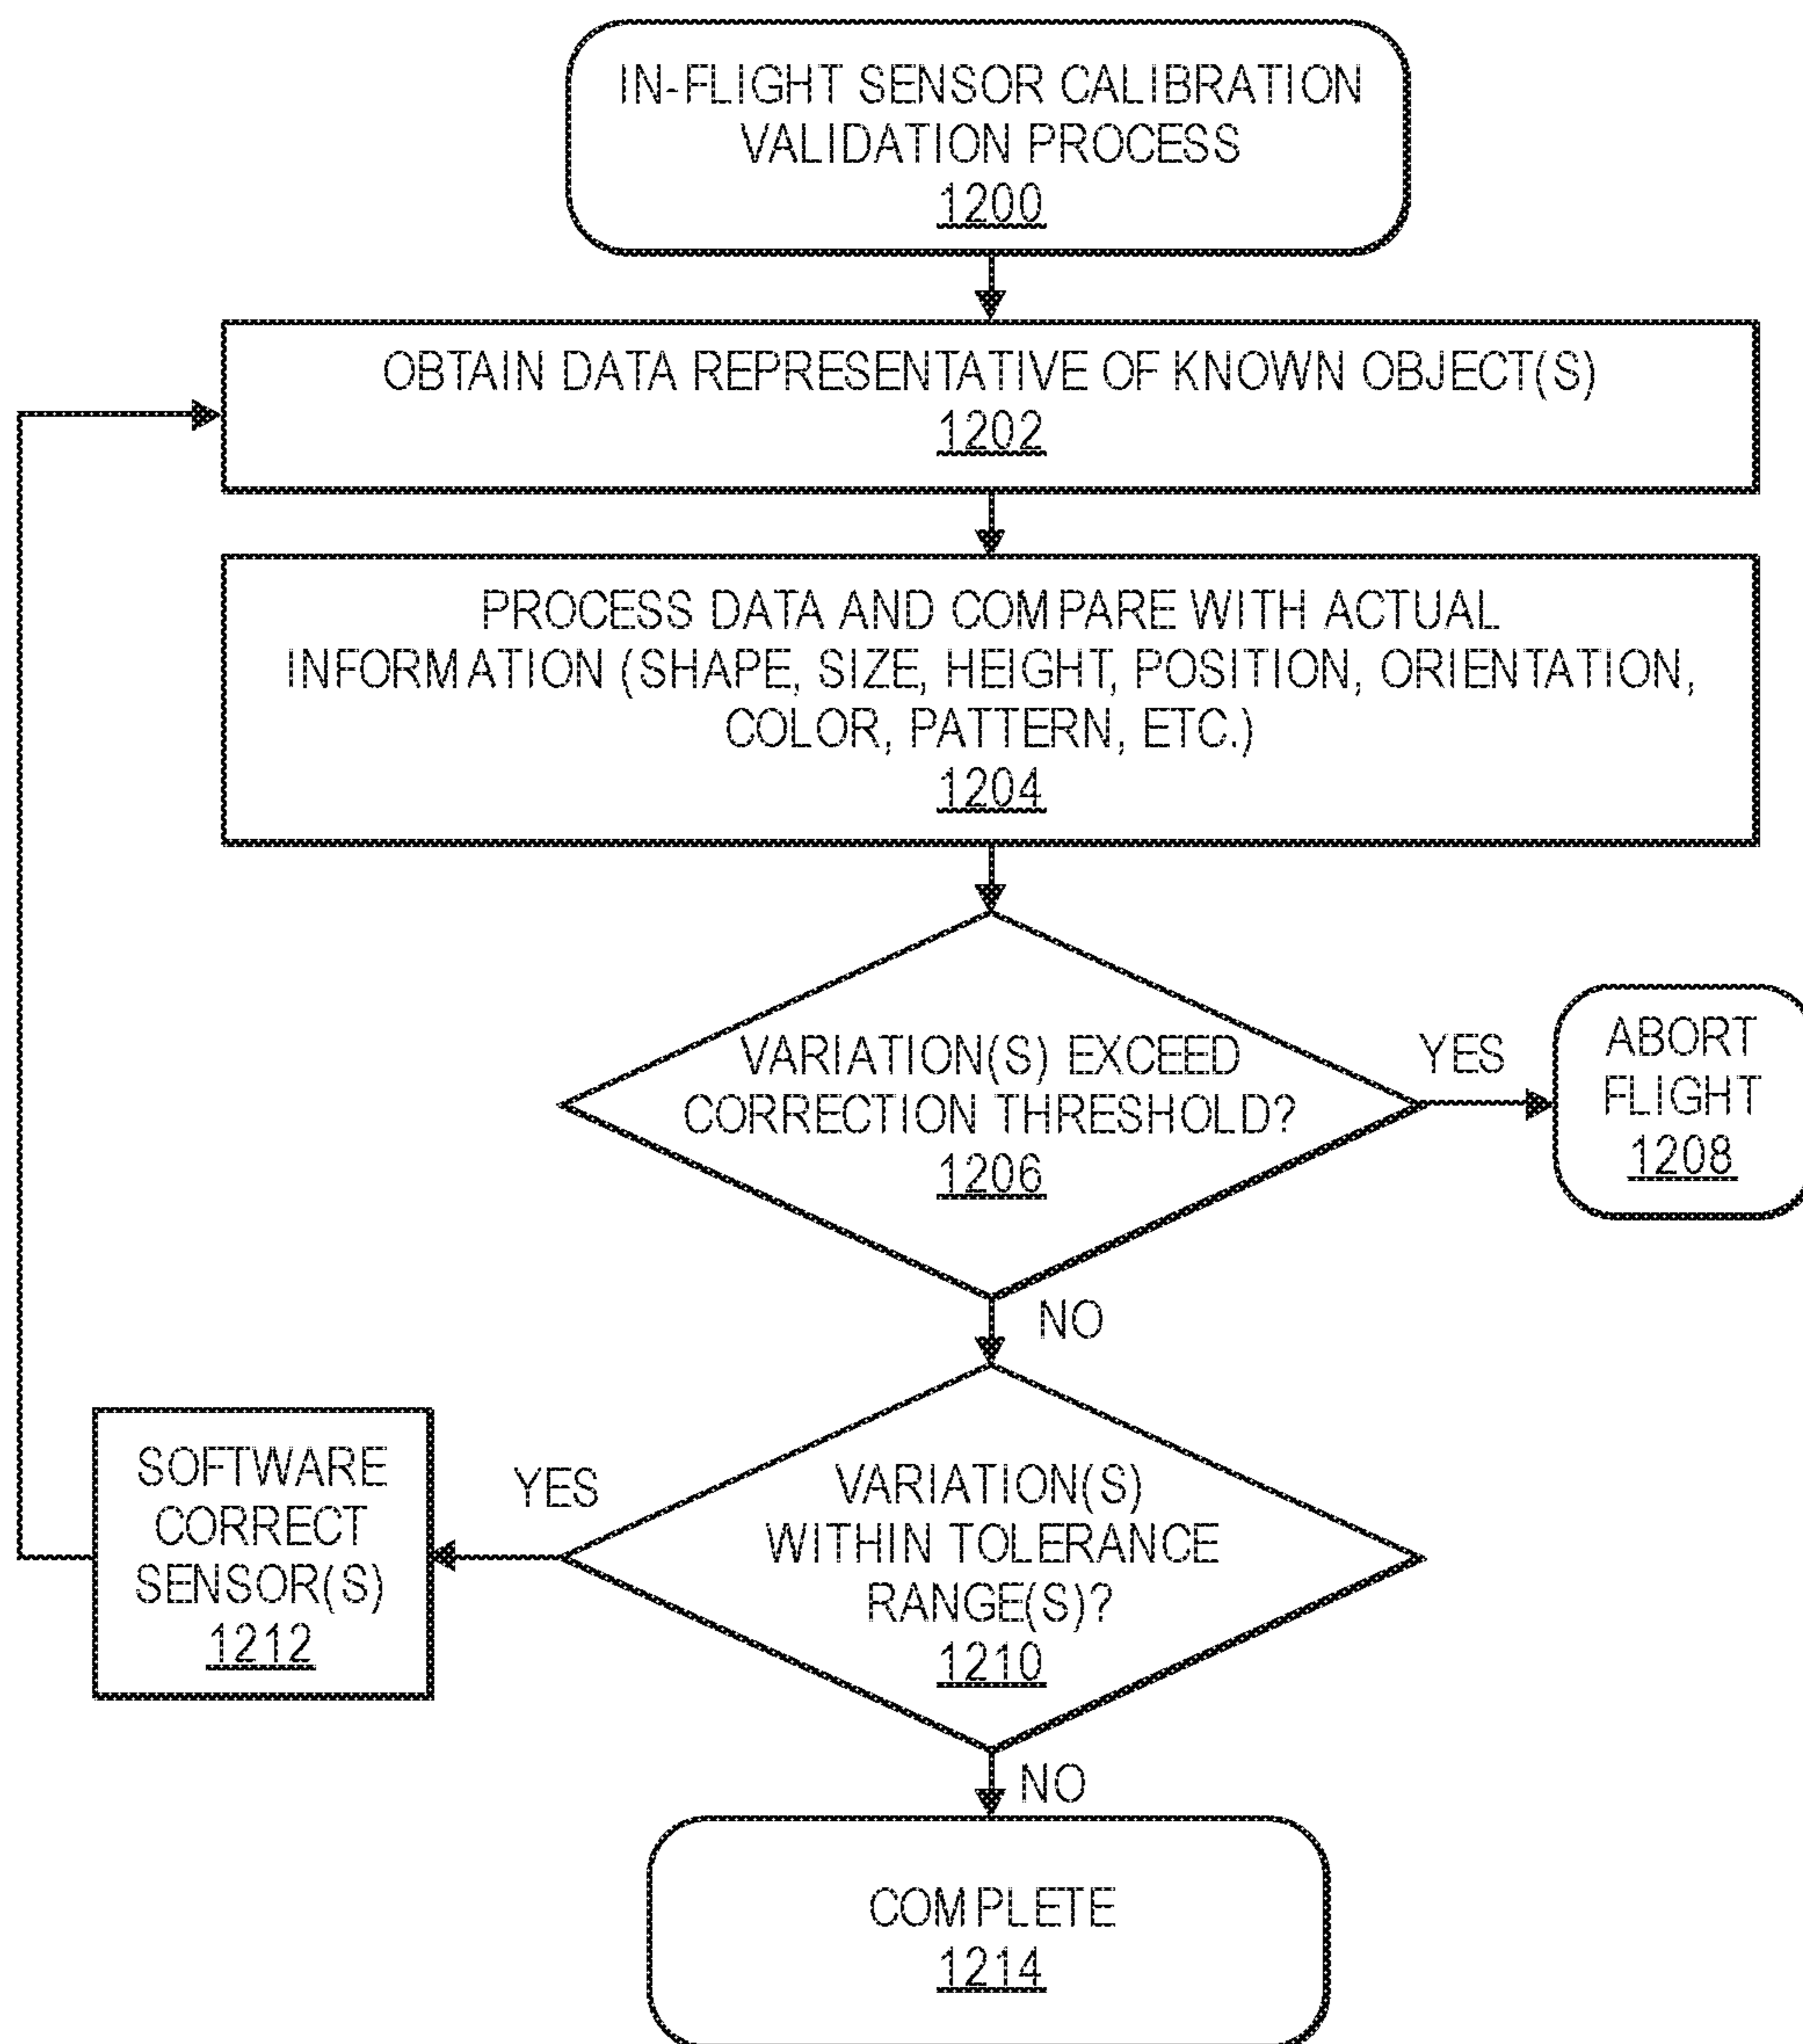 IN-FLIGHT SENSOR CALIBRATION
VALIDATION PROCESS
1200
OBTAIN DATA REPRESENTATIVE OF KNOWN OBJECT(S)
1202
PROCESS DATA AND COMPARE WITH ACTUAL
INFORMATION (SHAPE, SIZE, HEIGHT, POSITION, ORIENTATION,
COLOR, PATTERN, ETC.)
1204
VARIATION(S) EXCEED
CORRECTION THRESHOLD?
1206
YES
ABORT
FLIGHT
1208
NO
VARIATION(S)
WITHIN TOLERANCE
RANGE(S)?
1210
YES
SOFTWARE
CORRECT
SENSOR(S)
1212
NO
COMPLETE
1214